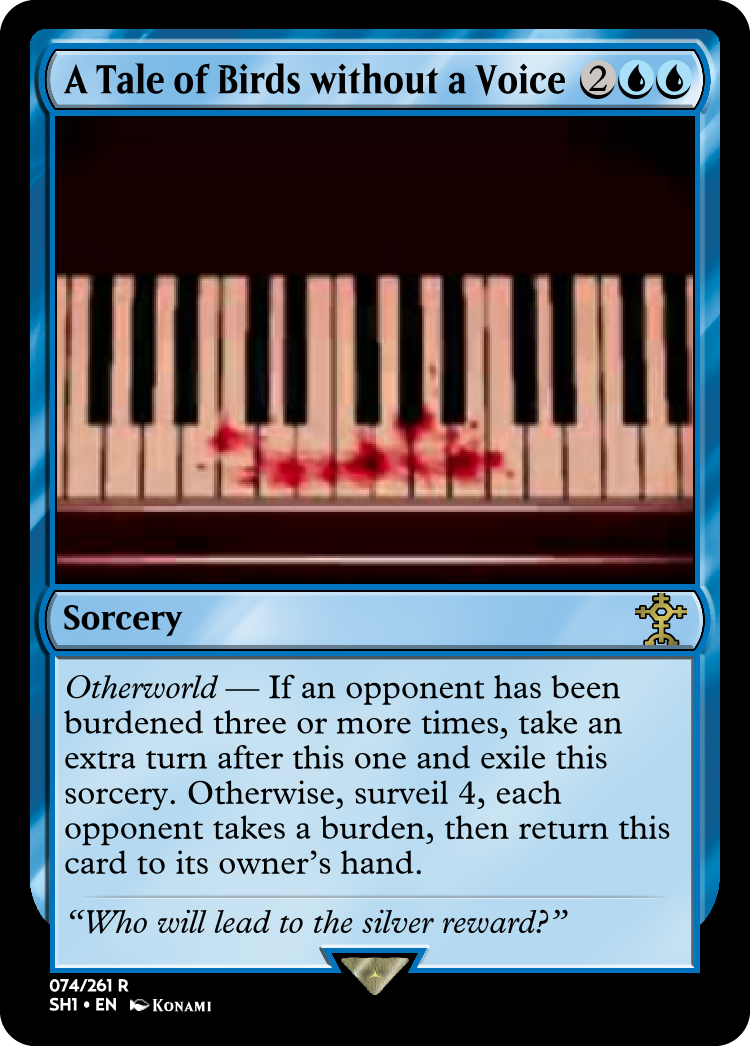 A Tale of Birds without a Voice 2
Sorcery
Otherworld — If an opponent has been
burdened three or more times, take an
extra turn after this one and exile this
sorcery. Otherwise, surveil 4, each
opponent takes a burden, then return this
card to its owner’s hand.
“Who will lead to the silver reward?”
074/261 R
SH1 • EN KONAMI